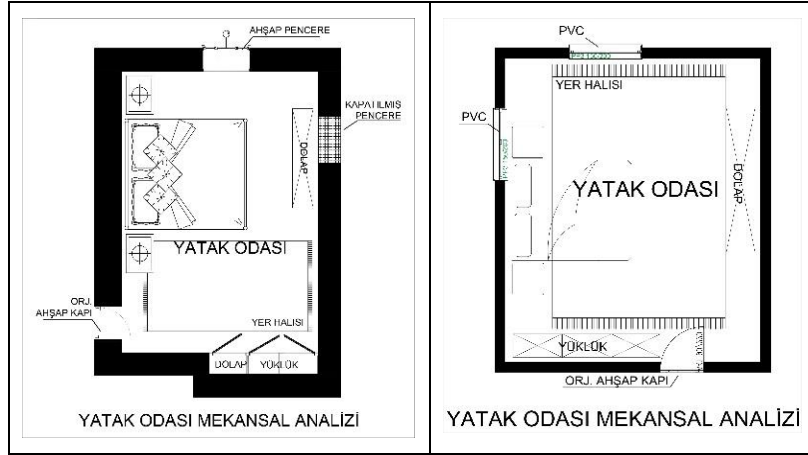 AHŞAP PENCERE
KAPATILMIŞ
PENCERE
DOLAP
YATAK ODASI
ORJ.
AHŞAP KAPI
YER HALISI
DOLAP
YÜKLÜK
YATAK ODASI MEKANSAL ANALİZİ
PVC
YER HALISI
PVC
YATAK ODASI
DOLAP
YÜKLÜK
ORJ. AHŞAP KAPI
YATAK ODASI MEKANSAL ANALİZİ